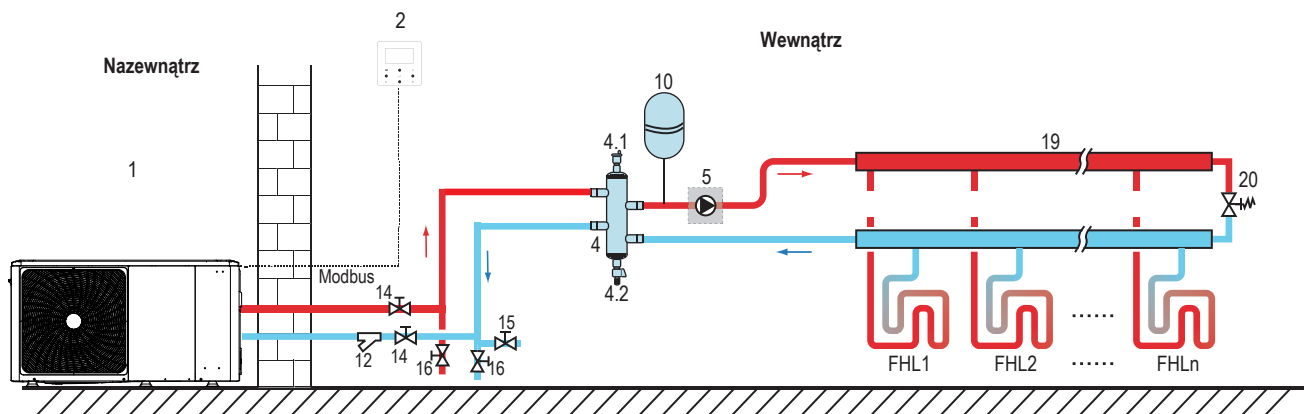 2
Wewnątrz
Nazewnątrz
10
4.1
1
5
19
20
4
Modbus
14
4.2
15
12
14
16
16
FHL1
FHL2
......
......
FHLn